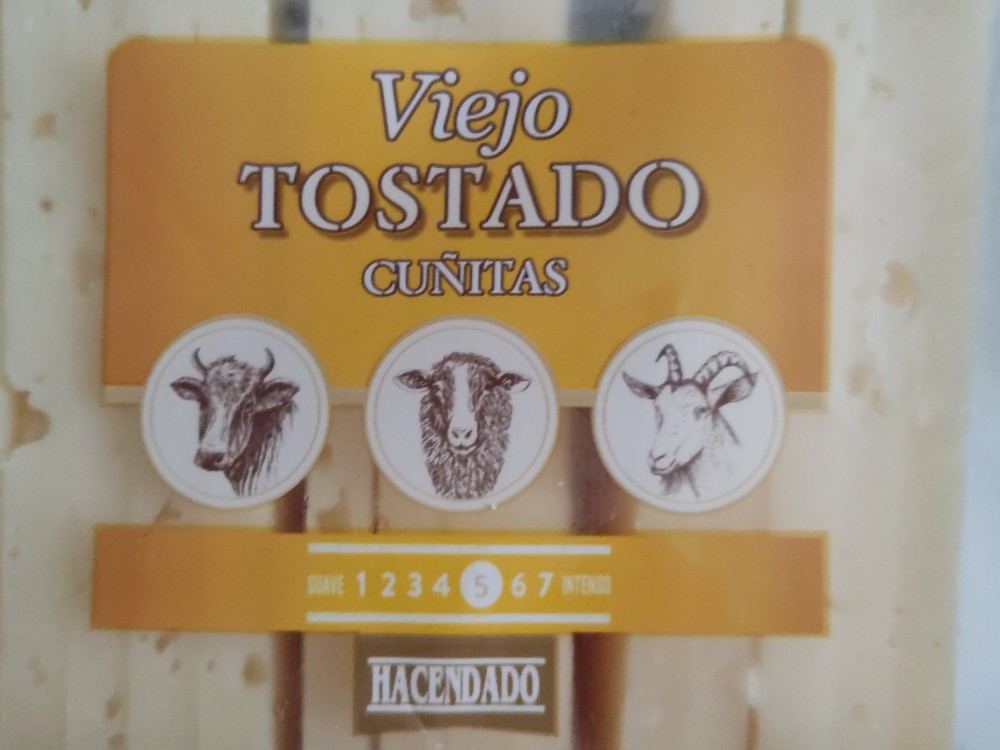 Viejo
TOSTADO
CUÑITAS
SUAVE 1 2 3 4 5 6 7 INTENSO
HACENDADO